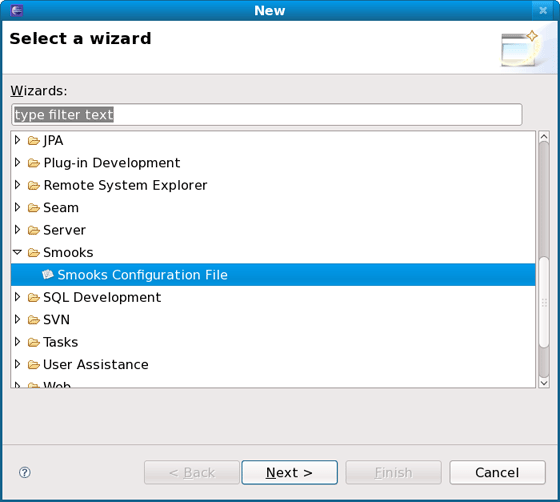 New
Select a wizard
Wizards:
type filter text
JPA
Plug-in Development
Remote System Explorer
Seam
Server
Smooks
Smooks Configuration File
SQL Development
SVN
Tasks
User Assistance
Web
< Back Next > Finish Cancel